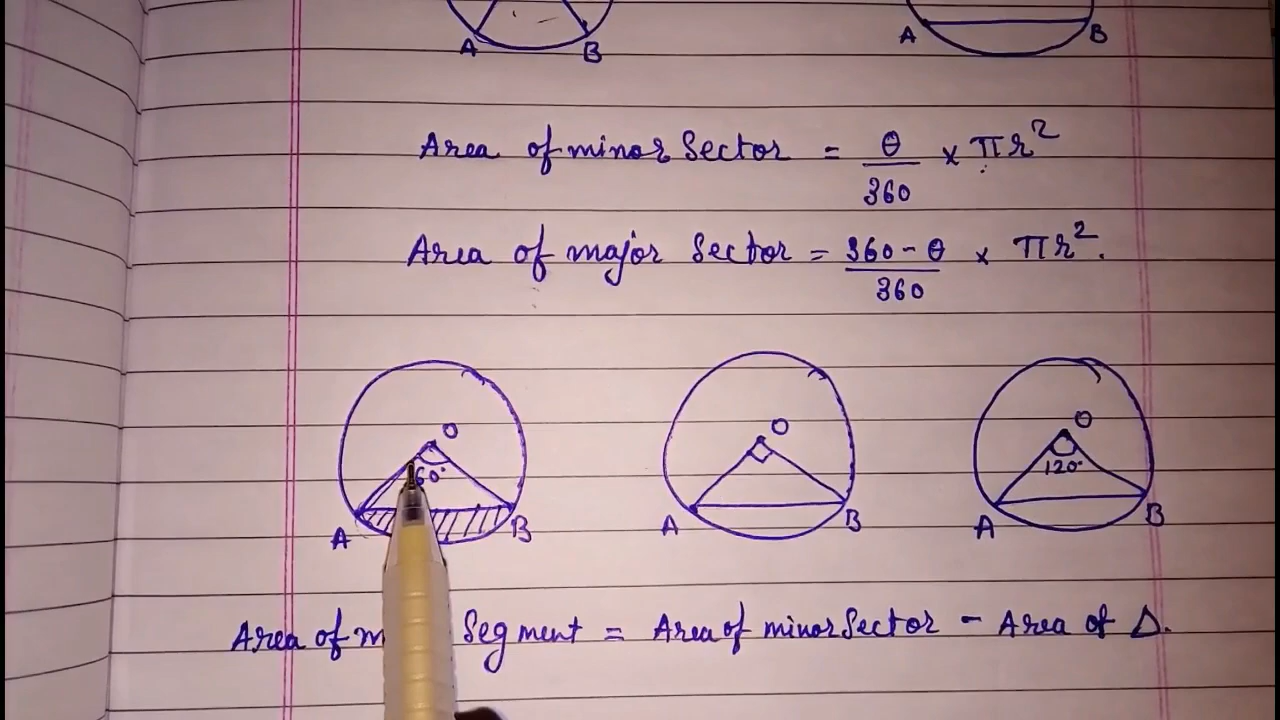 A B A B
Area of minor Sector = θ/360 × πr²
Area of major Sector = 360-θ/360 × πr².
O O O
60° 120°
A B A B A B
Area of m Segment = Area of minor Sector - Area of Δ.